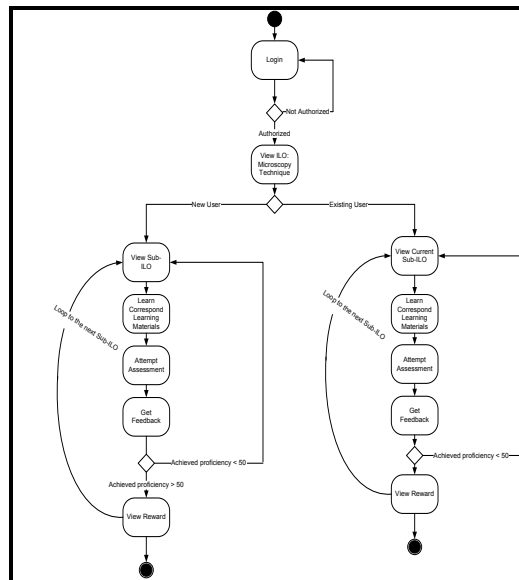 Login
Not Authorized
Authorized
View ILO:
Microscopy
Technique
New User
Existing User
View Sub-
ILO
Learn
Correspond
Learning
Materials
Attempt
Assessment
Get
Feedback
Loop to the next Sub-ILO
Achieved proficiency < 50
Achieved proficiency > 50
View Reward
View Current
Sub-ILO
Learn
Correspond
Learning
Materials
Attempt
Assessment
Get
Feedback
Loop to the next Sub-ILO
Achieved proficiency < 50
View Reward